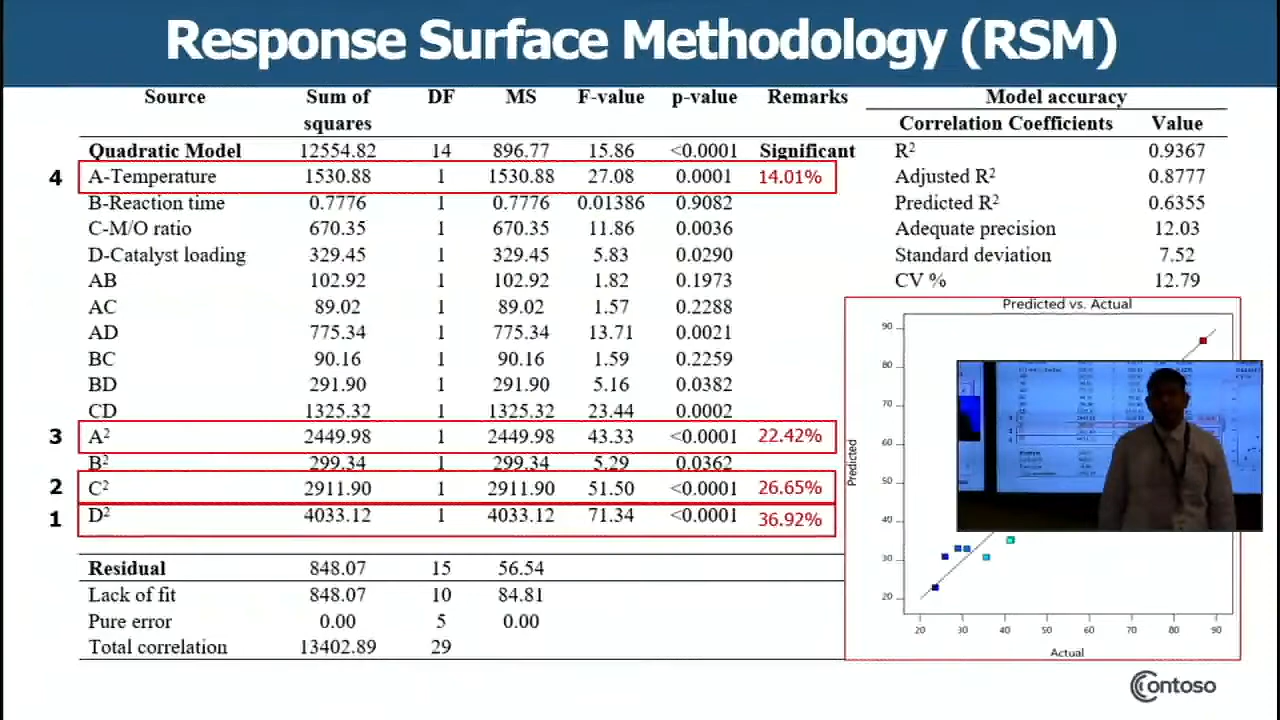 Response Surface Methodology (RSM)
Source Sum of squares DF MS F-value p-value Remarks
Quadratic Model 12554.82 14 896.77 15.86 <0.0001 Significant
4 A-Temperature 1530.88 1 1530.88 27.08 0.0001 14.01%
B-Reaction time 0.7776 1 0.7776 0.01386 0.9082
C-M/O ratio 670.35 1 670.35 11.86 0.0036
D-Catalyst loading 329.45 1 329.45 5.83 0.0290
AB 102.92 1 102.92 1.82 0.1973
AC 89.02 1 89.02 1.57 0.2288
AD 775.34 1 775.34 13.71 0.0021
BC 90.16 1 90.16 1.59 0.2259
BD 291.90 1 291.90 5.16 0.0382
CD 1325.32 1 1325.32 23.44 0.0002
3 A² 2449.98 1 2449.98 43.33 <0.0001 22.42%
B² 299.34 1 299.34 5.29 0.0362
2 C² 2911.90 1 2911.90 51.50 <0.0001 26.65%
1 D² 4033.12 1 4033.12 71.34 <0.0001 36.92%
Residual 848.07 15 56.54
Lack of fit 848.07 10 84.81
Pure error 0.00 5 0.00
Total correlation 13402.89 29
Model accuracy
Correlation Coefficients Value
R² 0.9367
Adjusted R² 0.8777
Predicted R² 0.6355
Adequate precision 12.03
Standard deviation 7.52
CV % 12.79
Predicted vs. Actual
90
80
70
60
50
40
30
20
Predicted
20 30 40 50 60 70 80 90
Actual
Contoso